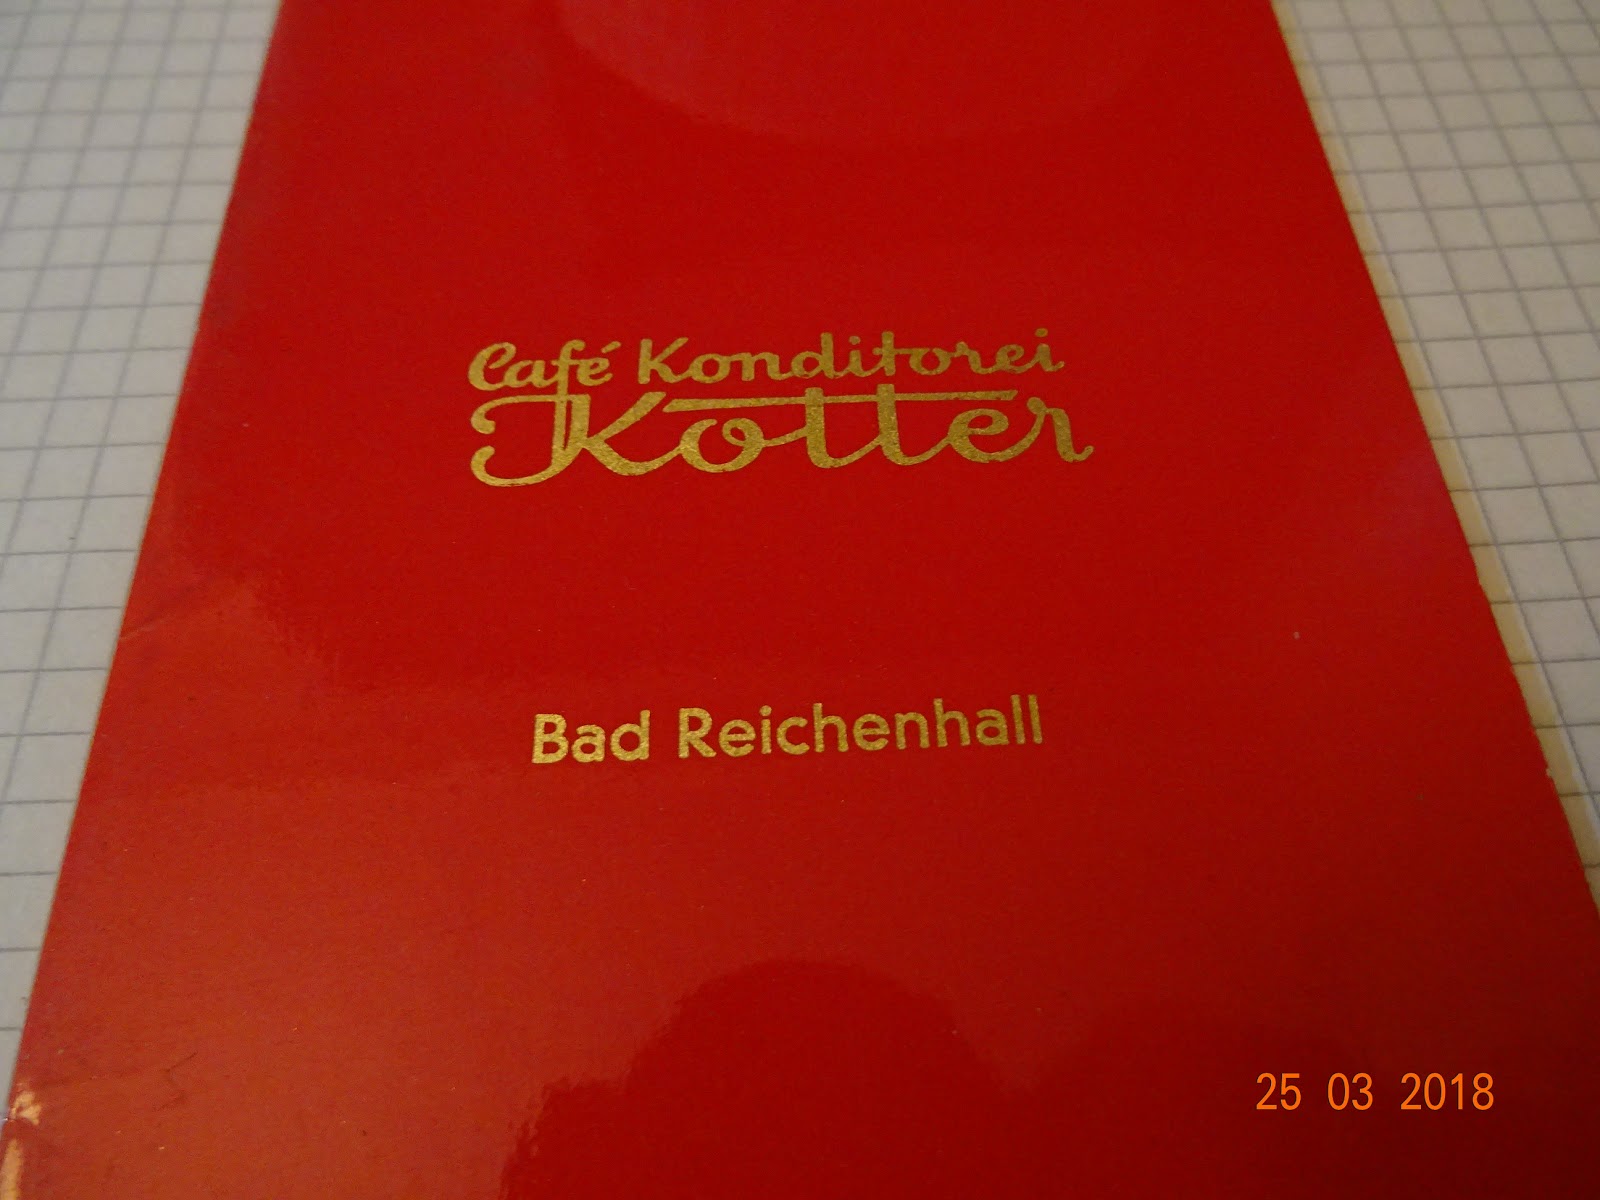 Café Konditorei
Kotter
Bad Reichenhall
25 03 2018